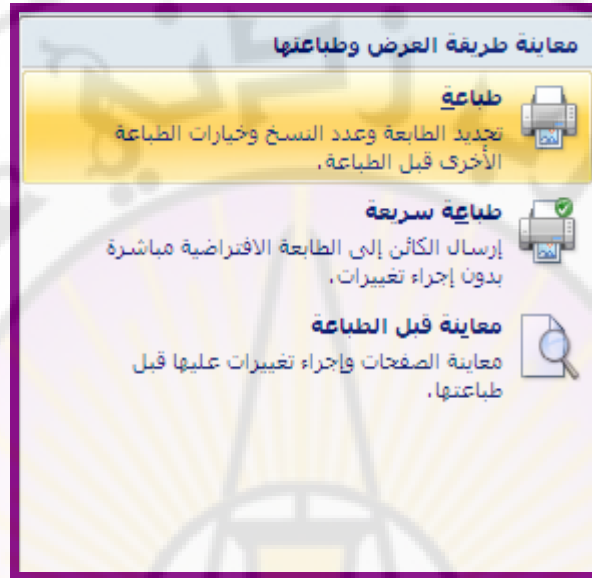 معاينة طريقة العرض وطباعتها
طباعة
تحديد الطابعة وعدد النسخ وخيارات الطباعة
الأخرى قبل الطباعة.
طباعة سريعة
إرسال الكائن إلى الطابعة الافتراضية مباشرة
بدون إجراء تغييرات.
معاينة قبل الطباعة
معاينة الصفحات وإجراء تغييرات عليها قبل
طباعتها.